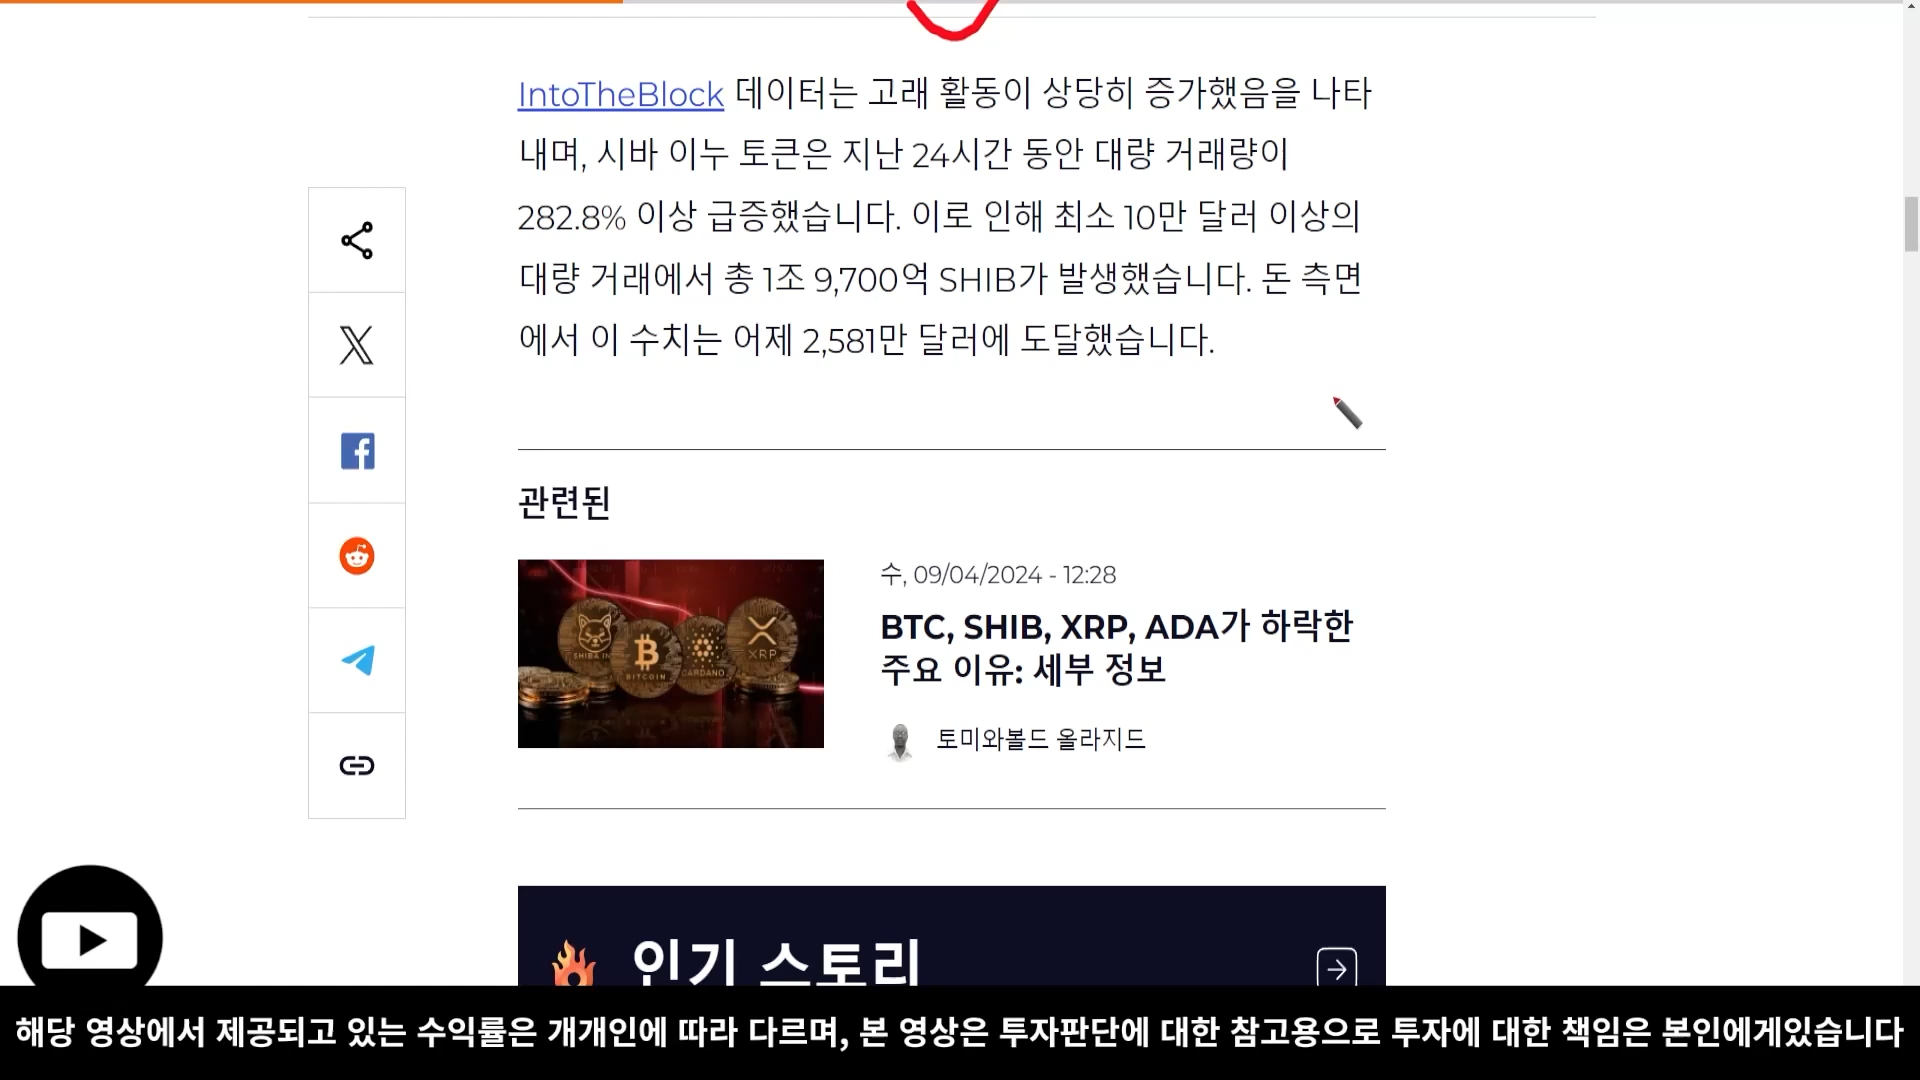 IntoTheBlock 데이터는 고래 활동이 상당히 증가했음을 나타
내며, 시바 이누 토큰은 지난 24시간 동안 대량 거래량이
282.8% 이상 급증했습니다. 이로 인해 최소 10만 달러 이상의
대량 거래에서 총 1조 9,700억 SHIB가 발생했습니다. 돈 측면
에서 이 수치는 어제 2,581만 달러에 도달했습니다.
관련된
수, 09/04/2024 - 12:28
BTC, SHIB, XRP, ADA가 하락한
주요 이유: 세부 정보
토미와볼드 올라지드
SHIBA IN
BITCOIN
CARDANO
XRP
인기 스토리
해당 영상에서 제공되고 있는 수익률은 개개인에 따라 다르며, 본 영상은 투자판단에 대한 참고용으로 투자에 대한 책임은 본인에게있습니다